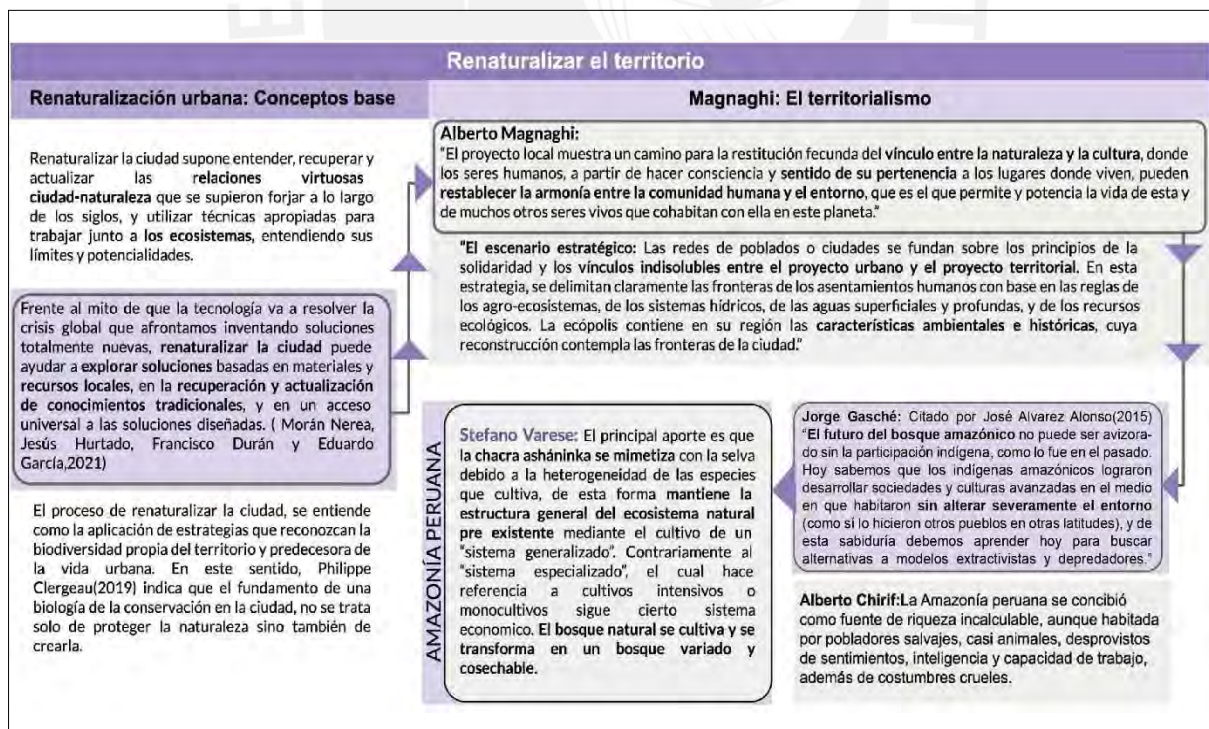 Renaturalizar el territorio
Renaturalización urbana: Conceptos base
Renaturalizar la ciudad supone entender, recuperar y
actualizar las relaciones virtuosas
ciudad-naturaleza que se supieron forjar a lo largo
de los siglos, y utilizar técnicas apropiadas para
trabajar junto a los ecosistemas, entendiendo sus
límites y potencialidades.
Frente al mito de que la tecnología va a resolver la
crisis global que afrontamos inventando soluciones
totalmente nuevas, renaturalizar la ciudad puede
ayudar a explorar soluciones basadas en materiales y
recursos locales, en la recuperación y actualización
de conocimientos tradicionales, y en un acceso
universal a las soluciones diseñadas. ( Morán Nerea,
Jesús Hurtado, Francisco Durán y Eduardo
García,2021)
El proceso de renaturalizar la ciudad, se entiende
como la aplicación de estrategias que reconozcan la
biodiversidad propia del territorio y predecesora de
la vida urbana. En este sentido, Philippe
Clergeau(2019) indica que el fundamento de una
biología de la conservación en la ciudad, no se trata
solo de proteger la naturaleza sino también de
crearla.
Magnaghi: El territorialismo
Alberto Magnaghi:
"El proyecto local muestra un camino para la restitución fecunda del vínculo entre la naturaleza y la cultura, donde
los seres humanos, a partir de hacer consciencia y sentido de su pertenencia a los lugares donde viven, pueden
restablecer la armonía entre la comunidad humana y el entorno, que es el que permite y potencia la vida de esta y
de muchos otros seres vivos que cohabitan con ella en este planeta."
"El escenario estratégico: Las redes de poblados o ciudades se fundan sobre los principios de la
solidaridad y los vínculos indisolubles entre el proyecto urbano y el proyecto territorial. En esta
estrategia, se delimitan claramente las fronteras de los asentamientos humanos con base en las reglas de
los agro-ecosistemas, de los sistemas hídricos, de las aguas superficiales y profundas, y de los recursos
ecológicos. La ecópolis contiene en su región las características ambientales e históricas, cuya
reconstrucción contempla las fronteras de la ciudad."
AMAZONÍA PERUANA
Stefano Varese: El principal aporte es que
la chacra asháninka se mimetiza con la selva
debido a la heterogeneidad de las especies
que cultiva, de esta forma mantiene la
estructura general del ecosistema natural
pre existente mediante el cultivo de un
"sistema generalizado". Contrariamente al
"sistema especializado", el cual hace
referencia a cultivos intensivos o
monocultivos sigue cierto sistema
economico. El bosque natural se cultiva y se
transforma en un bosque variado y
cosechable.
Jorge Gasché: Citado por José Alvarez Alonso(2015)
"El futuro del bosque amazónico no puede ser avizora-
do sin la participación indígena, como lo fue en el pasado.
Hoy sabemos que los indígenas amazónicos lograron
desarrollar sociedades y culturas avanzadas en el medio
en que habitaron sin alterar severamente el entorno
(como sí lo hicieron otros pueblos en otras latitudes), y de
esta sabiduría debemos aprender hoy para buscar
alternativas a modelos extractivistas y depredadores."
Alberto Chirif:La Amazonía peruana se concibió
como fuente de riqueza incalculable, aunque habitada
por pobladores salvajes, casi animales, desprovistos
de sentimientos, inteligencia y capacidad de trabajo,
además de costumbres crueles.